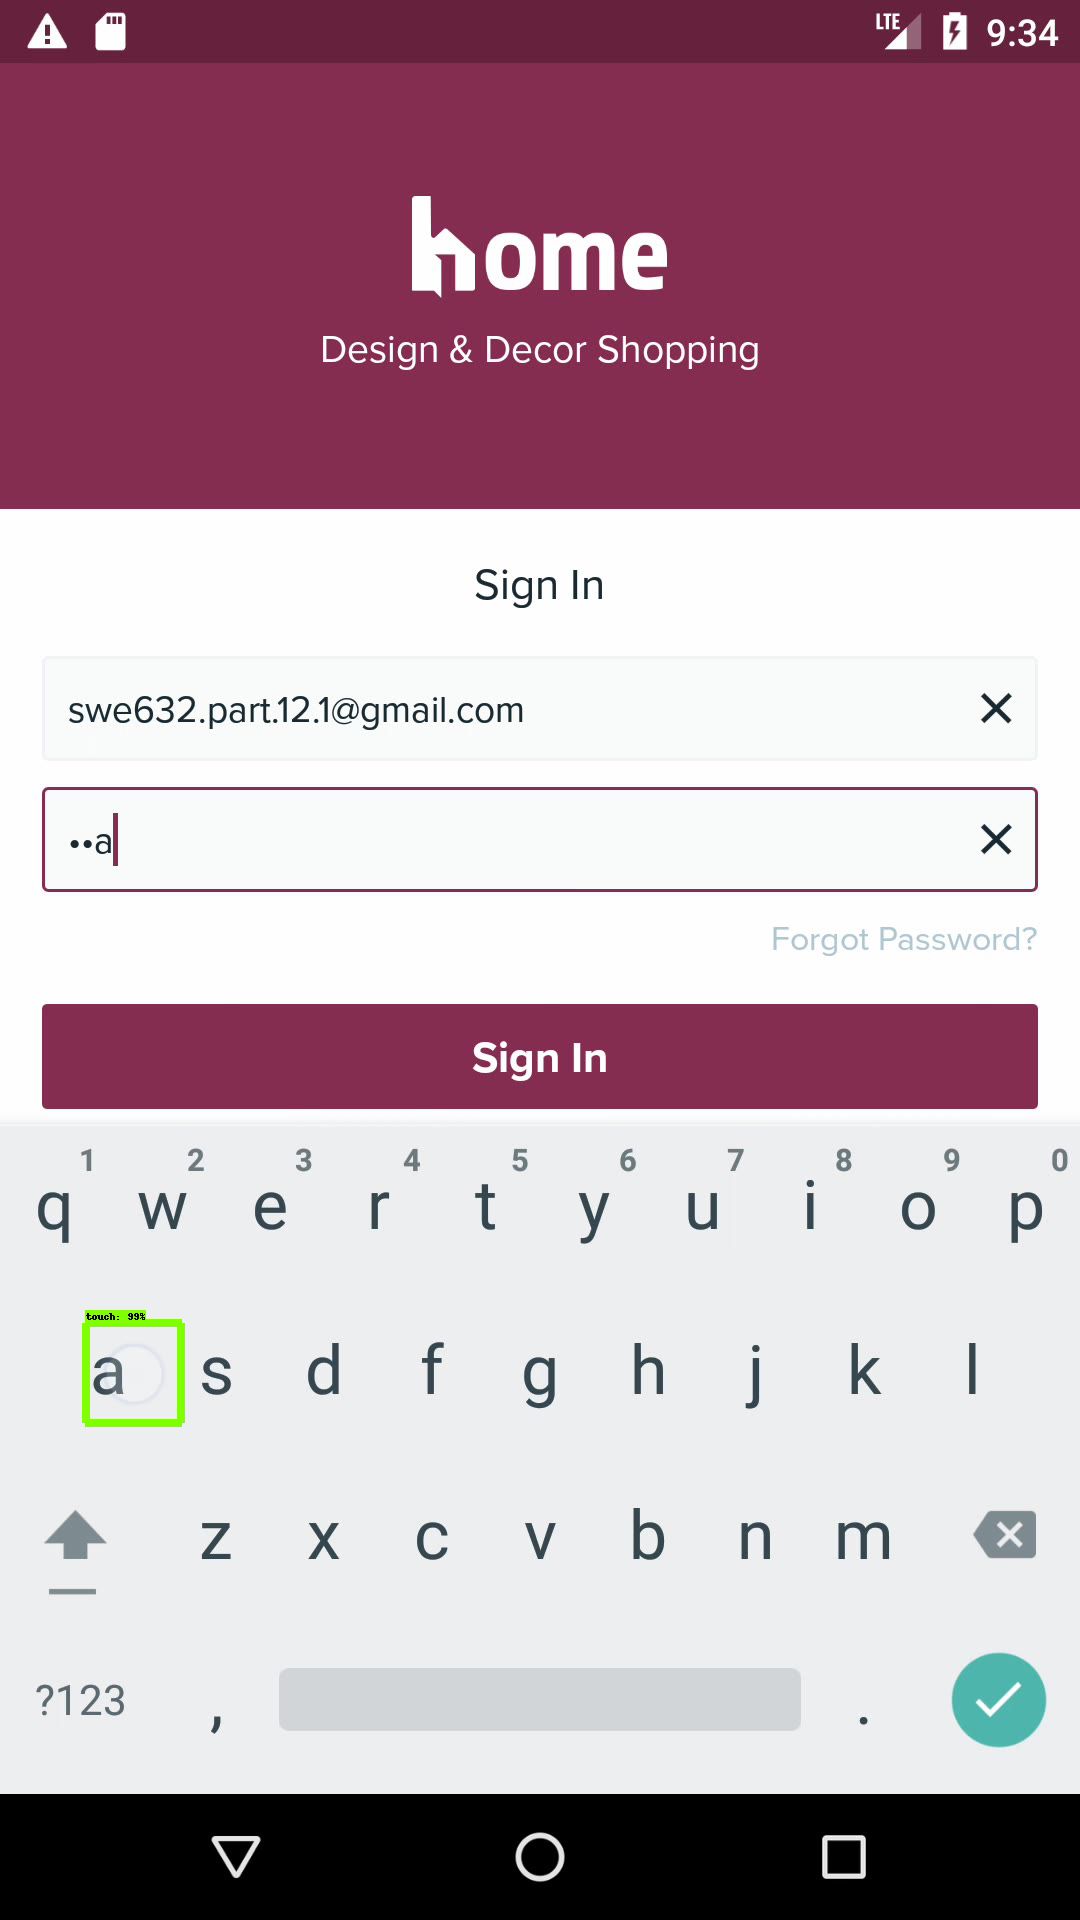 LTE 9:34
home
Design & Decor Shopping
Sign In
swe632.part.12.1@gmail.com
••a
Forgot Password?
Sign In
1 2 3 4 5 6 7 8 9 0
q w e r t y u i o p
touch: 99%
a s d f g h j k l
z x c v b n m
?123 , .